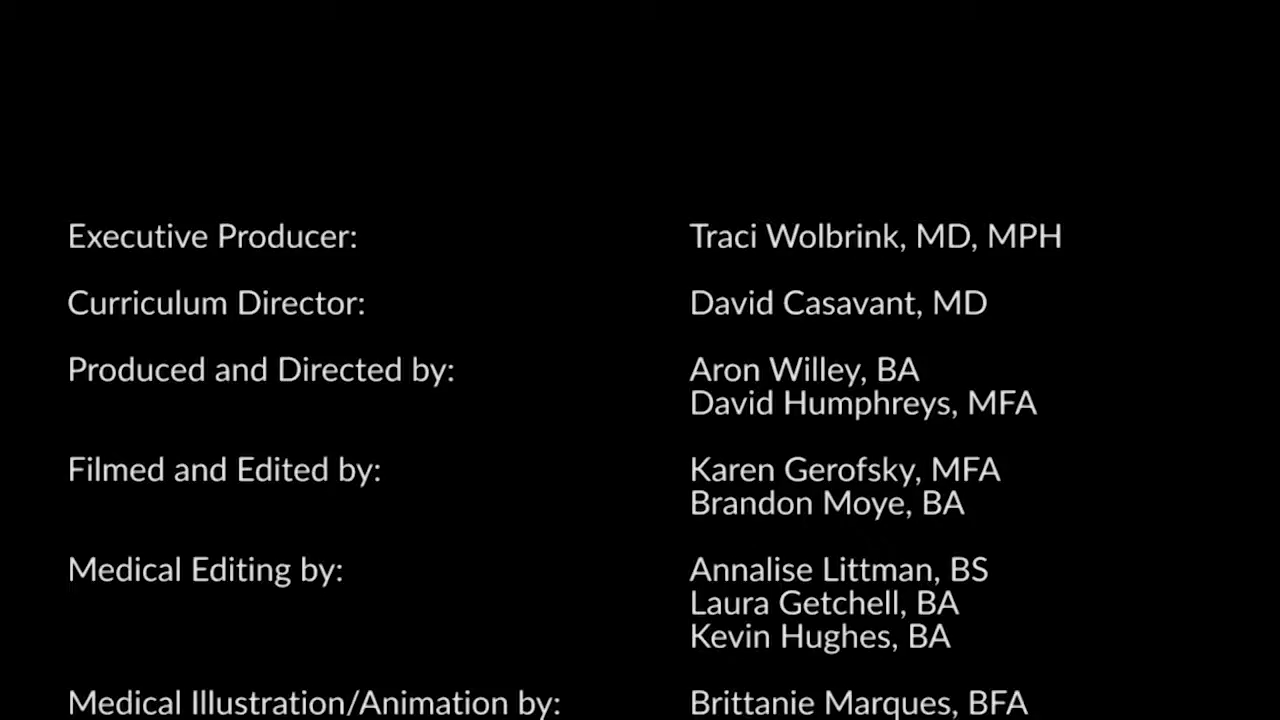 Executive Producer: Traci Wolbrink, MD, MPH
Curriculum Director: David Casavant, MD
Produced and Directed by: Aron Willey, BA
David Humphreys, MFA
Filmed and Edited by: Karen Gerofsky, MFA
Brandon Moye, BA
Medical Editing by: Annalise Littman, BS
Laura Getchell, BA
Kevin Hughes, BA
Medical Illustration/Animation by: Brittanie Marques, BFA